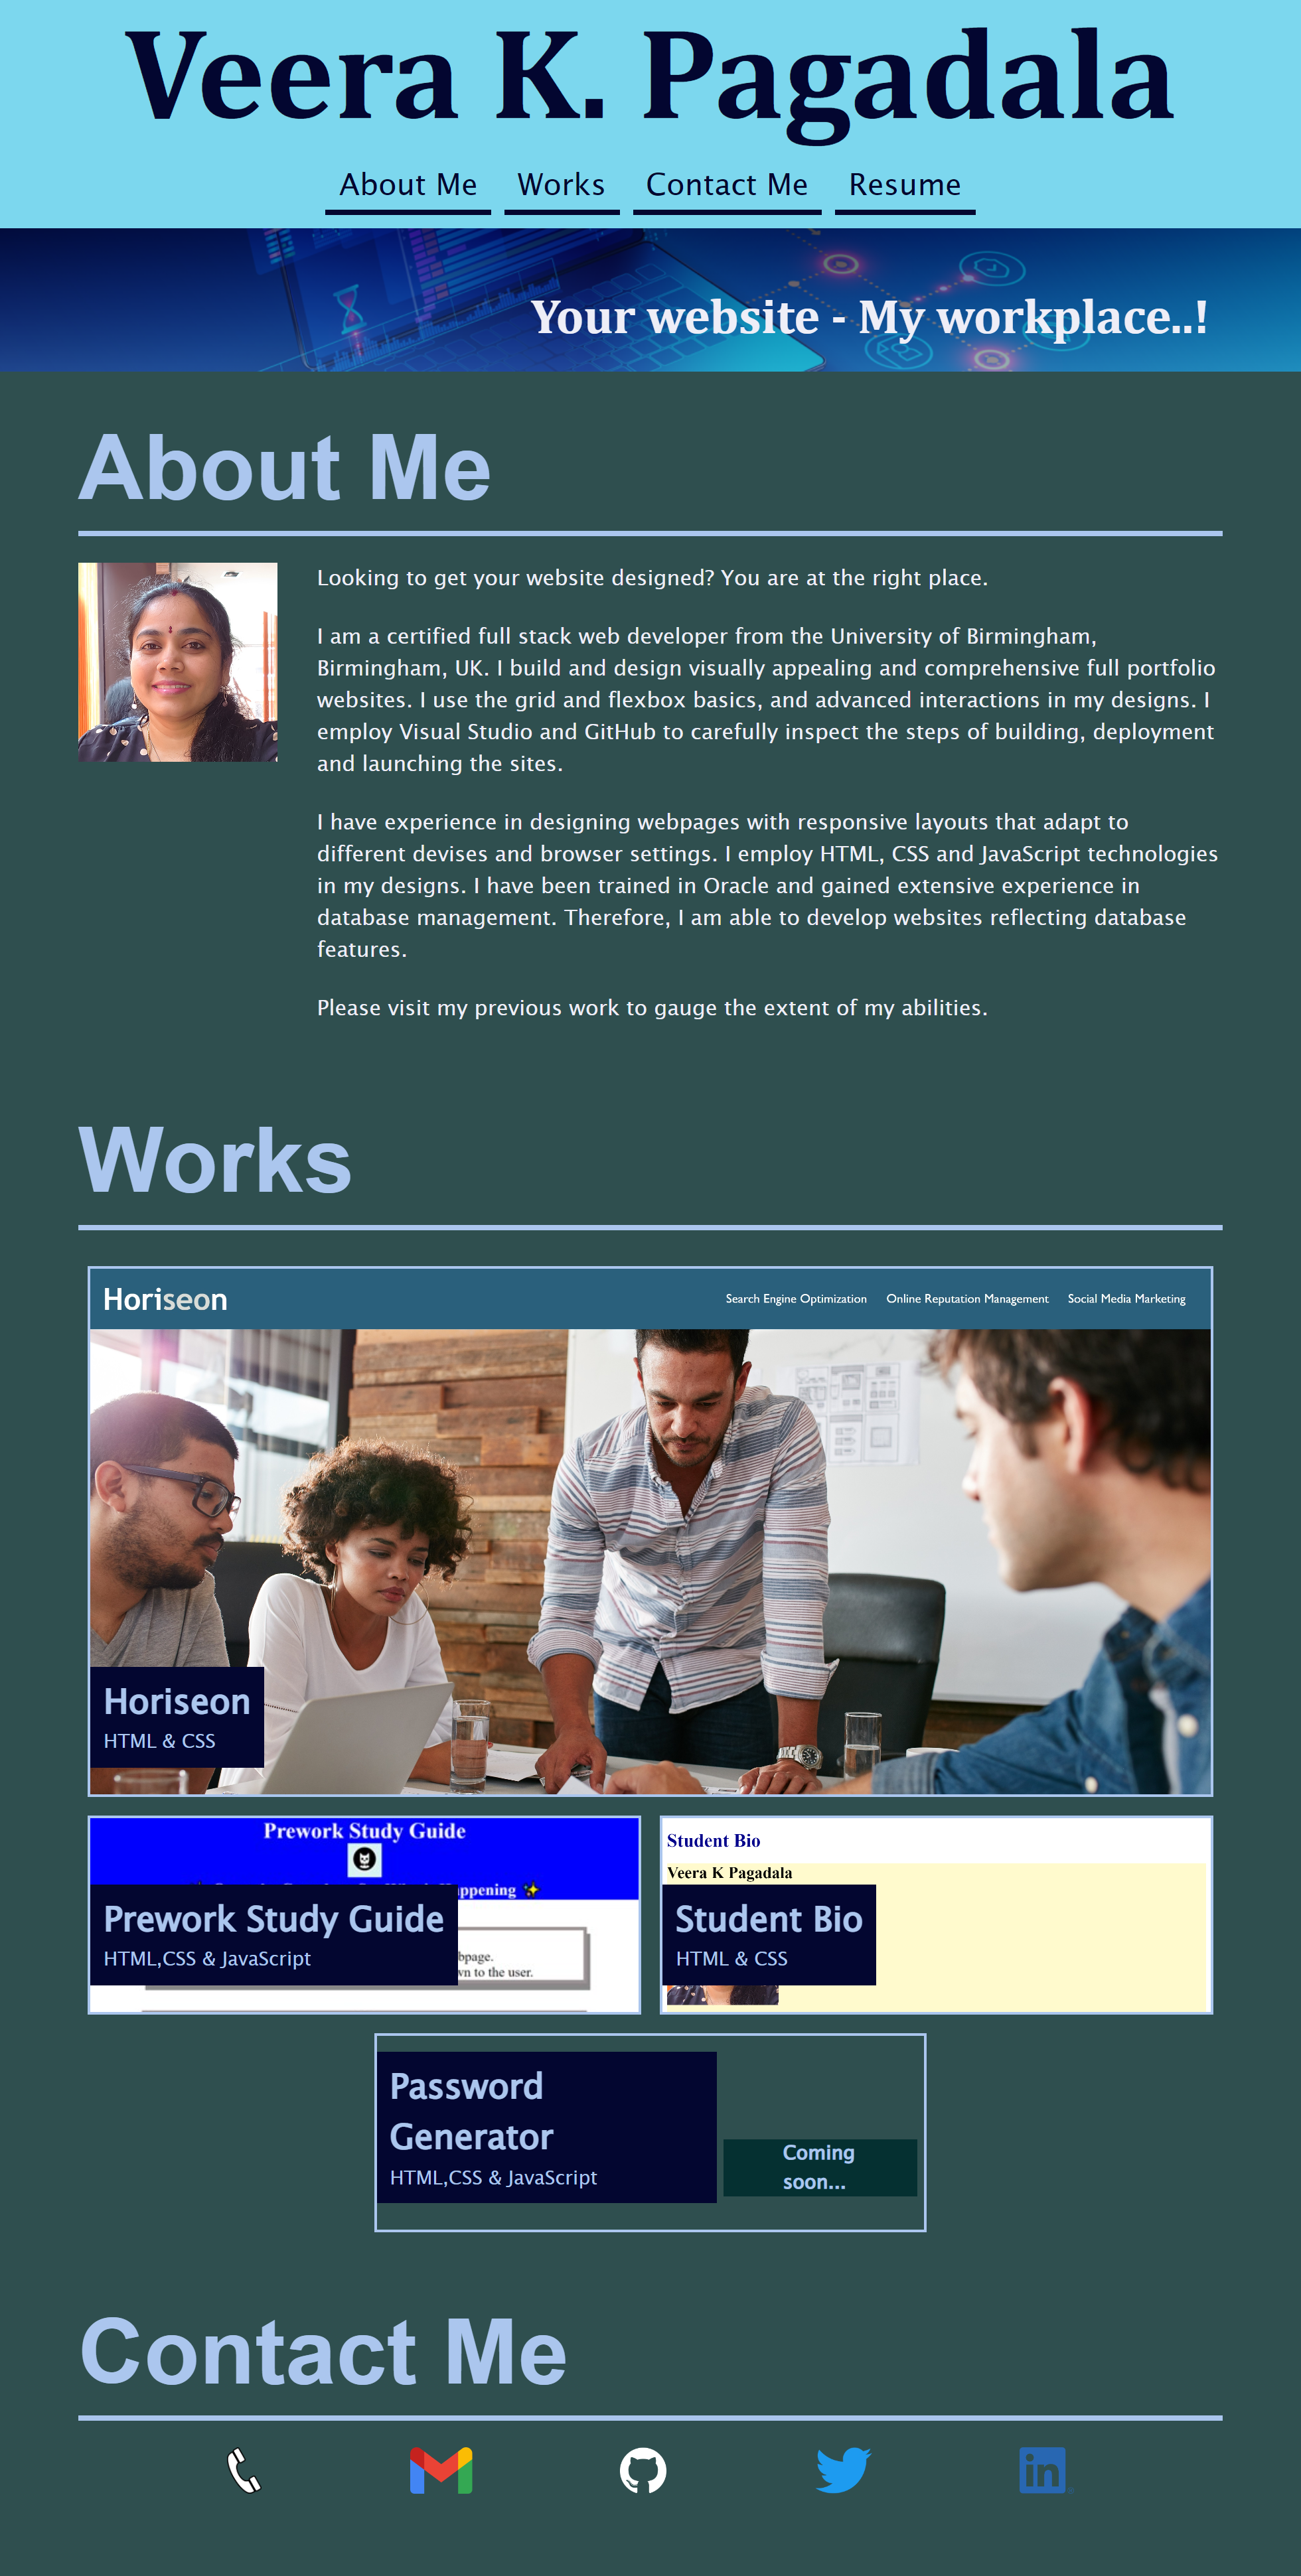 Veera K. Pagadala
About Me Works Contact Me Resume
Your website - My workplace..!
About Me
Looking to get your website designed? You are at the right place.
I am a certified full stack web developer from the University of Birmingham,
Birmingham, UK. I build and design visually appealing and comprehensive full portfolio
websites. I use the grid and flexbox basics, and advanced interactions in my designs. I
employ Visual Studio and GitHub to carefully inspect the steps of building, deployment
and launching the sites.
I have experience in designing webpages with responsive layouts that adapt to
different devises and browser settings. I employ HTML, CSS and JavaScript technologies
in my designs. I have been trained in Oracle and gained extensive experience in
database management. Therefore, I am able to develop websites reflecting database
features.
Please visit my previous work to gauge the extent of my abilities.
Works
Horiseon
Search Engine Optimization Online Reputation Management Social Media Marketing
Horiseon
HTML & CSS
Prework Study Guide
Prework Study Guide
HTML,CSS & JavaScript
to the user.
Student Bio
Veera K Pagadala
Student Bio
HTML & CSS
Password
Generator
HTML,CSS & JavaScript
Coming
soon...
Contact Me
in